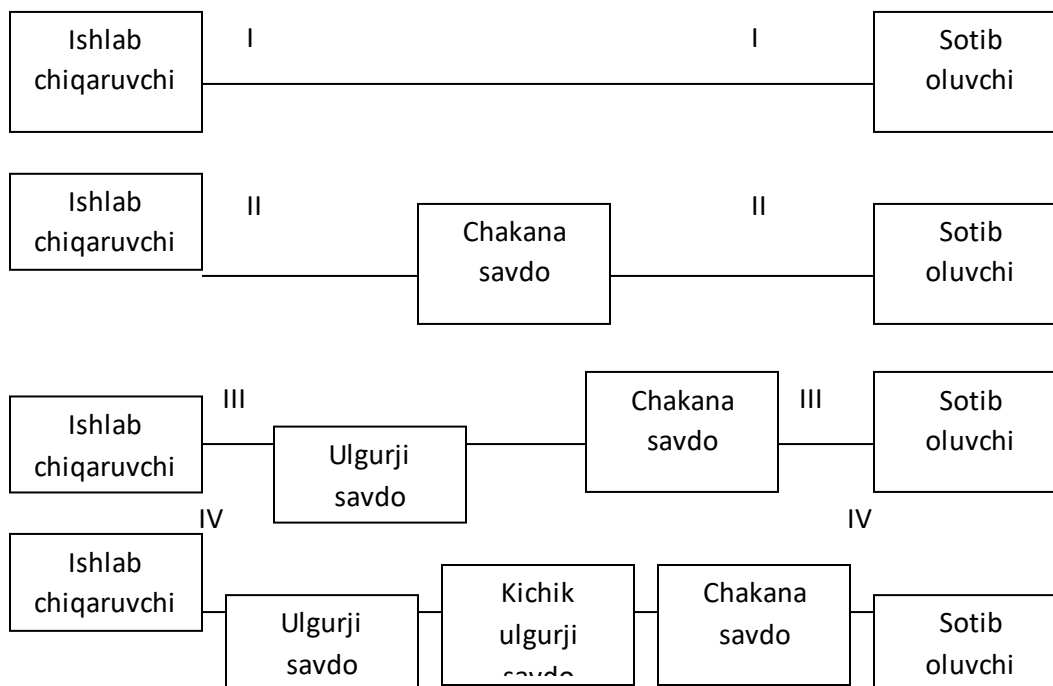 Ishlab
chiqaruvchi
I
I
Sotib
oluvchi
Ishlab
chiqaruvchi
II
Chakana
savdo
II
Sotib
oluvchi
Ishlab
chiqaruvchi
III
Ulgurji
savdo
Chakana
savdo
III
Sotib
oluvchi
IV
IV
Ishlab
chiqaruvchi
Ulgurji
savdo
Kichik
ulgurji
savdo
Chakana
savdo
Sotib
oluvchi